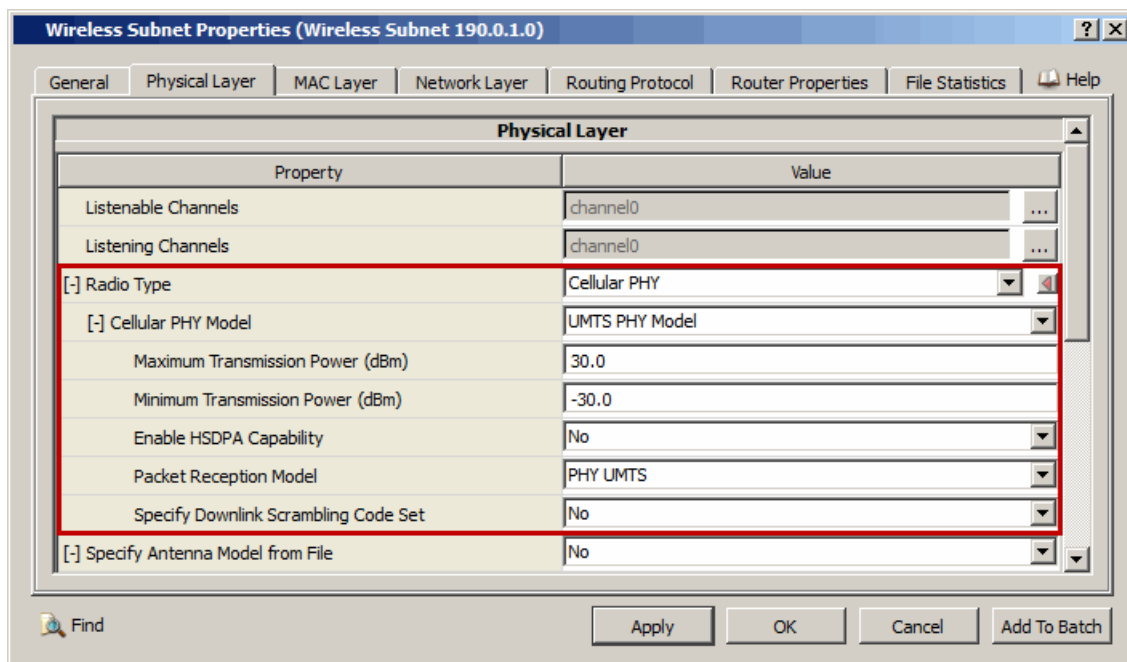 Wireless Subnet Properties (Wireless Subnet 190.0.1.0)
General Physical Layer MAC Layer Network Layer Routing Protocol Router Properties File Statistics Help
Physical Layer
Property Value
Listenable Channels channel0 ...
Listening Channels channel0 ...
[-] Radio Type Cellular PHY
[-] Cellular PHY Model UMTS PHY Model
Maximum Transmission Power (dBm) 30.0
Minimum Transmission Power (dBm) -30.0
Enable HSDPA Capability No
Packet Reception Model PHY UMTS
Specify Downlink Scrambling Code Set No
[-] Specify Antenna Model from File No
Find Apply OK Cancel Add To Batch